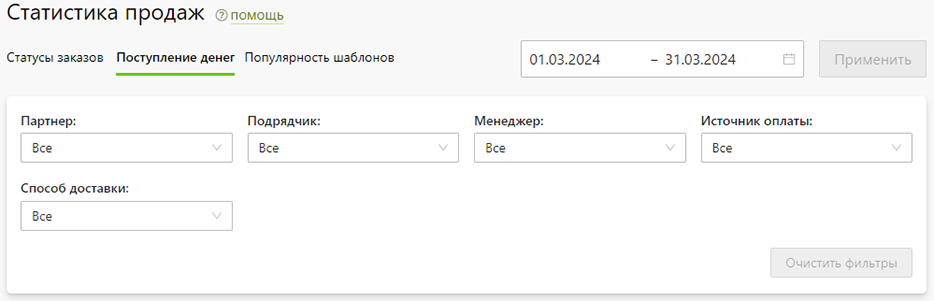 Статистика продаж ? помощь
Статусы заказов Поступление денег Популярность шаблонов 01.03.2024 – 31.03.2024 Применить
Партнер: Подрядчик: Менеджер: Источник оплаты:
Все Все Все Все
Способ доставки:
Все
Очистить фильтры